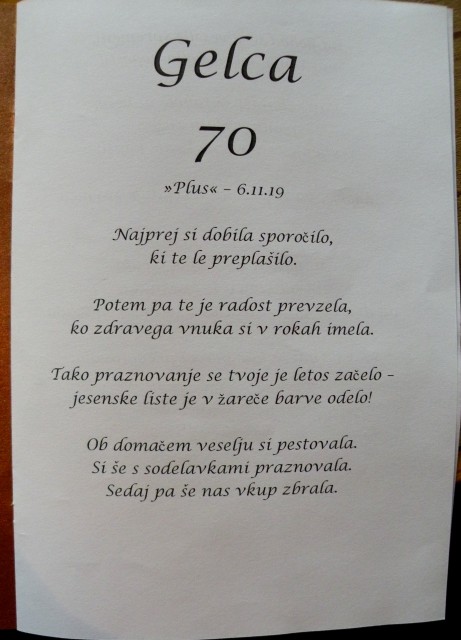 Gelca
70
»Plus« – 6.11.19
Najprej si dobila sporočilo,
ki te le preplašilo.
Potem pa te je radost prevzela,
ko zdravega vnuka si v rokah imela.
Tako praznovanje se tvoje je letos začelo –
jesenske liste je v žareče barve odelo!
Ob domačem veselju si pestovala.
Si še s sodelavkami praznovala.
Sedaj pa še nas vkup zbrala.